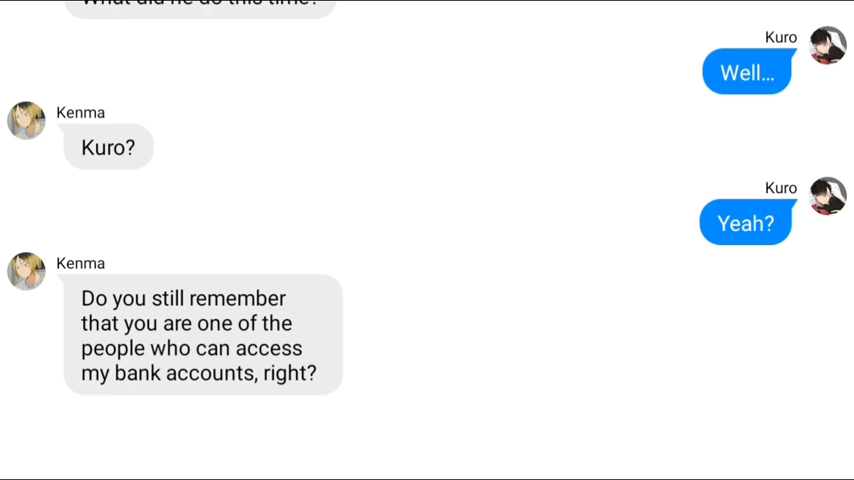 What did he do this time?
Kuro
Well...
Kenma
Kuro?
Kuro
Yeah?
Kenma
Do you still remember
that you are one of the
people who can access
my bank accounts, right?